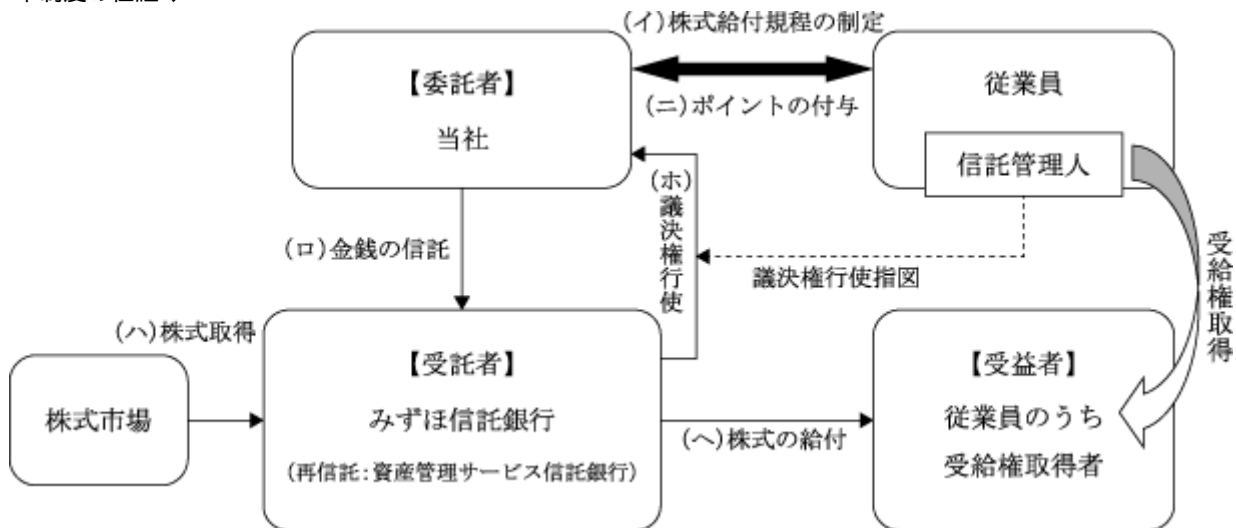 (イ)株式給付規程の制定
【委託者】
当社
(ニ)ポイントの付与
従業員
信託管理人
(ホ)議決権行使
(ロ)金銭の信託
議決権行使指図
受給権取得
(ハ)株式取得
株式市場
【受託者】
みずほ信託銀行
(再信託:資産管理サービス信託銀行)
(ヘ)株式の給付
【受益者】
従業員のうち
受給権取得者